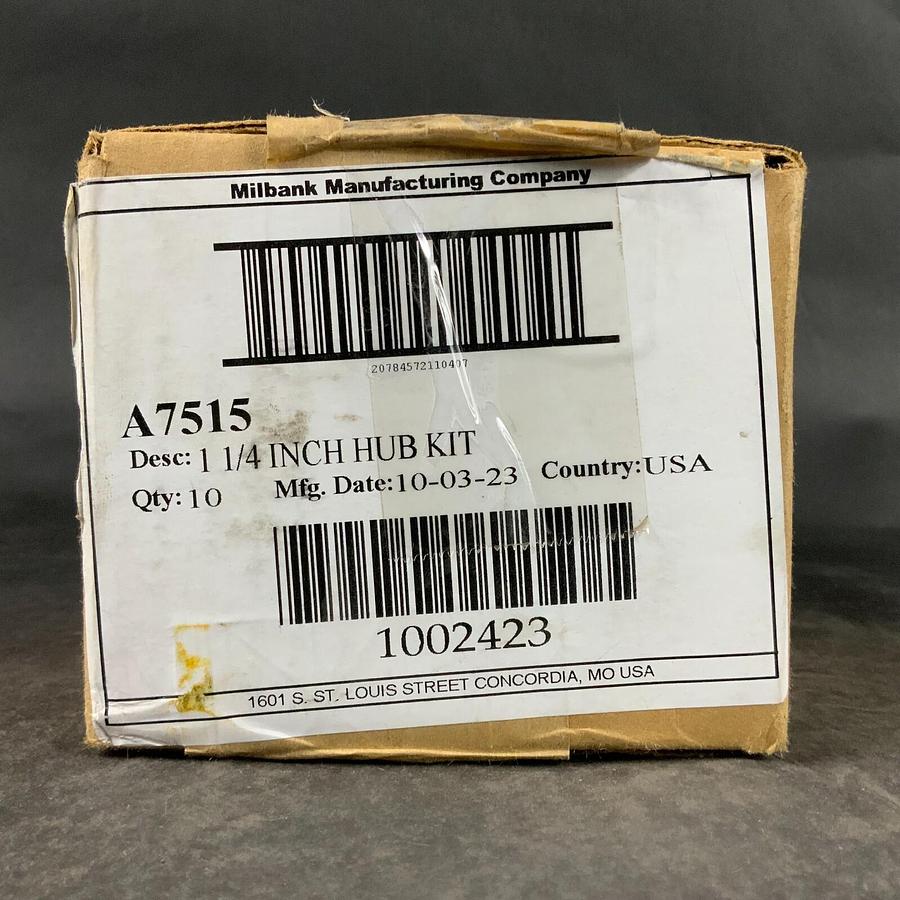 Milbank Manufacturing Company
20784572110407
A7515
Desc: 1 1/4 INCH HUB KIT
Qty: 10 Mfg. Date: 10-03-23 Country: USA
1002423
1601 S. ST. LOUIS STREET CONCORDIA, MO USA